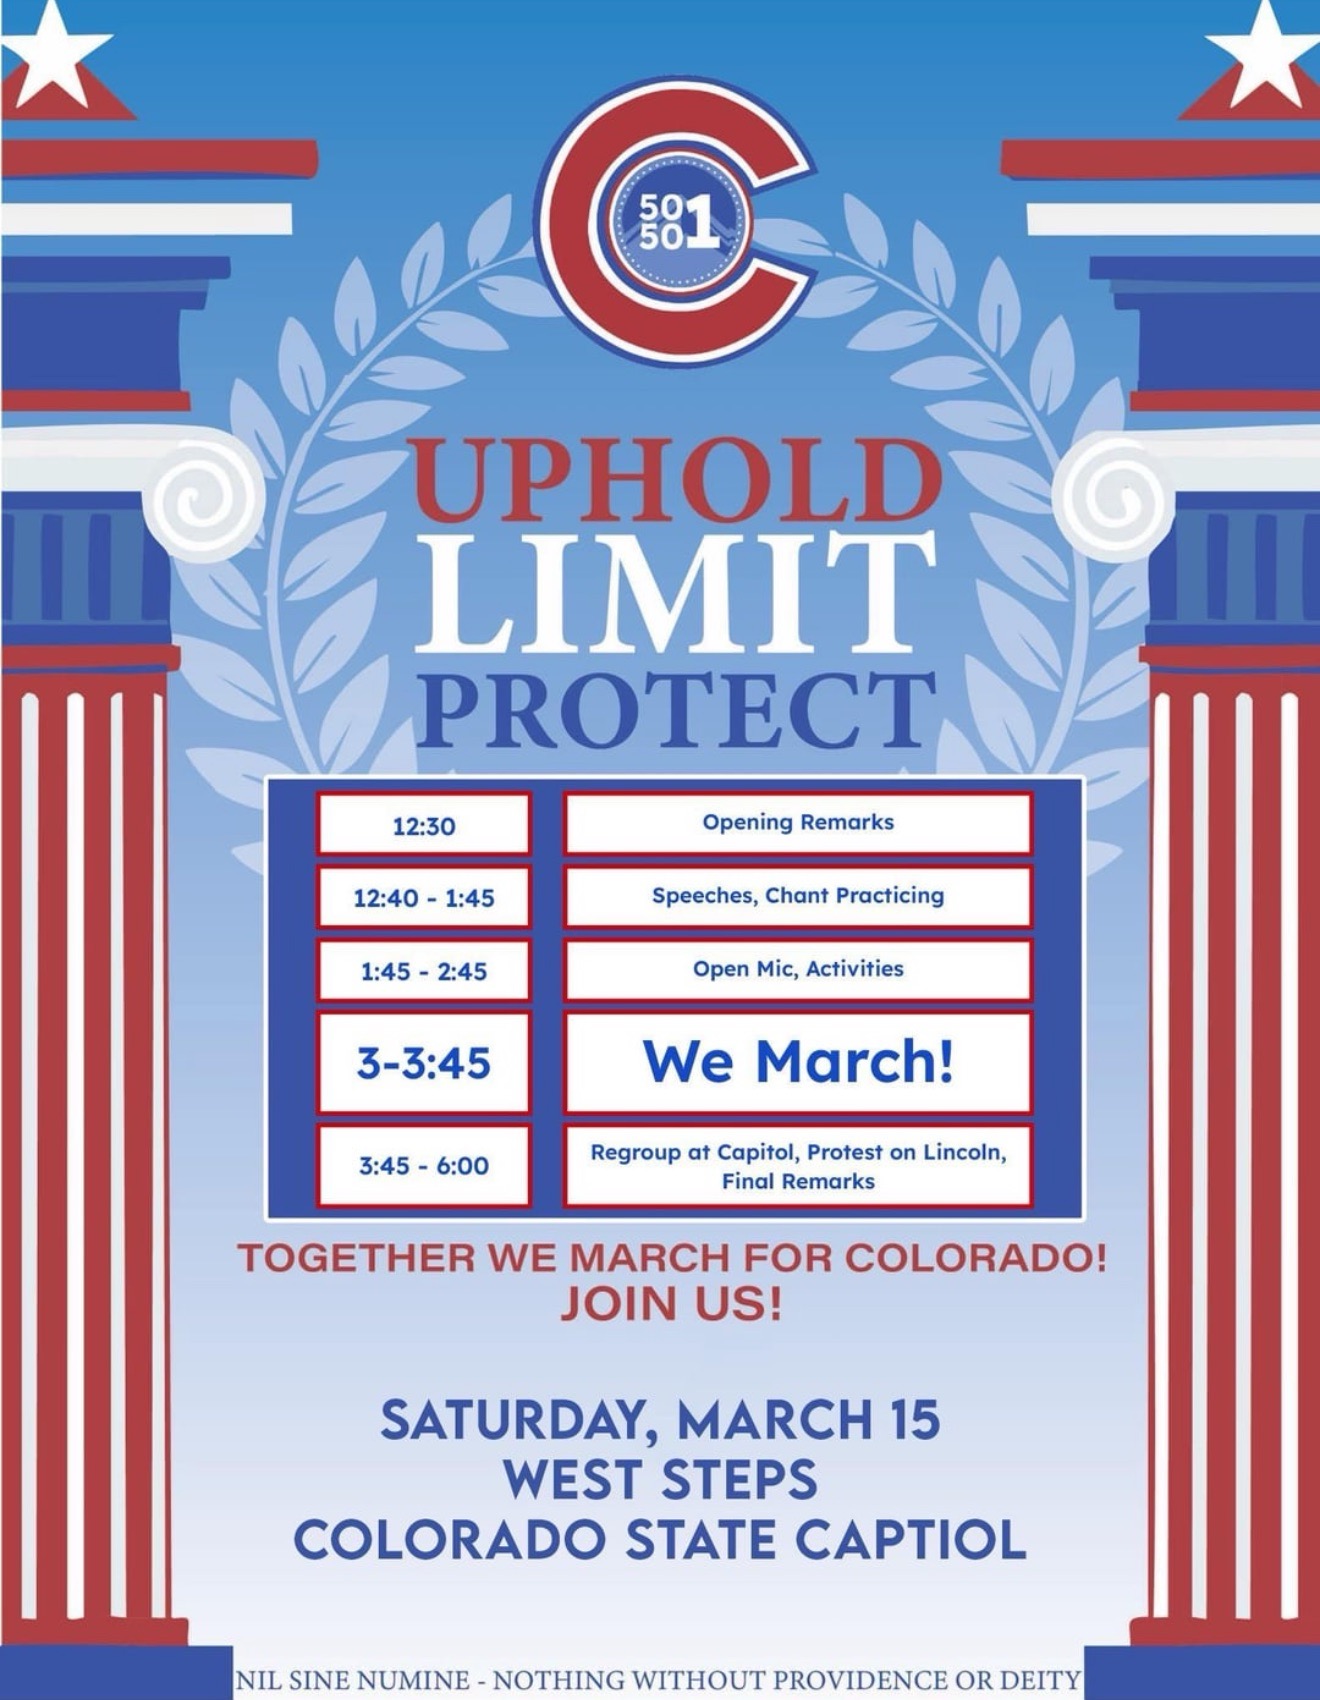 50
50
1
UPHOLD
LIMIT
PROTECT
12:30 Opening Remarks
12:40 - 1:45 Speeches, Chant Practicing
1:45 - 2:45 Open Mic, Activities
3-3:45 We March!
3:45 - 6:00 Regroup at Capitol, Protest on Lincoln,
Final Remarks
TOGETHER WE MARCH FOR COLORADO!
JOIN US!
SATURDAY, MARCH 15
WEST STEPS
COLORADO STATE CAPTIOL
NIL SINE NUMINE - NOTHING WITHOUT PROVIDENCE OR DEITY